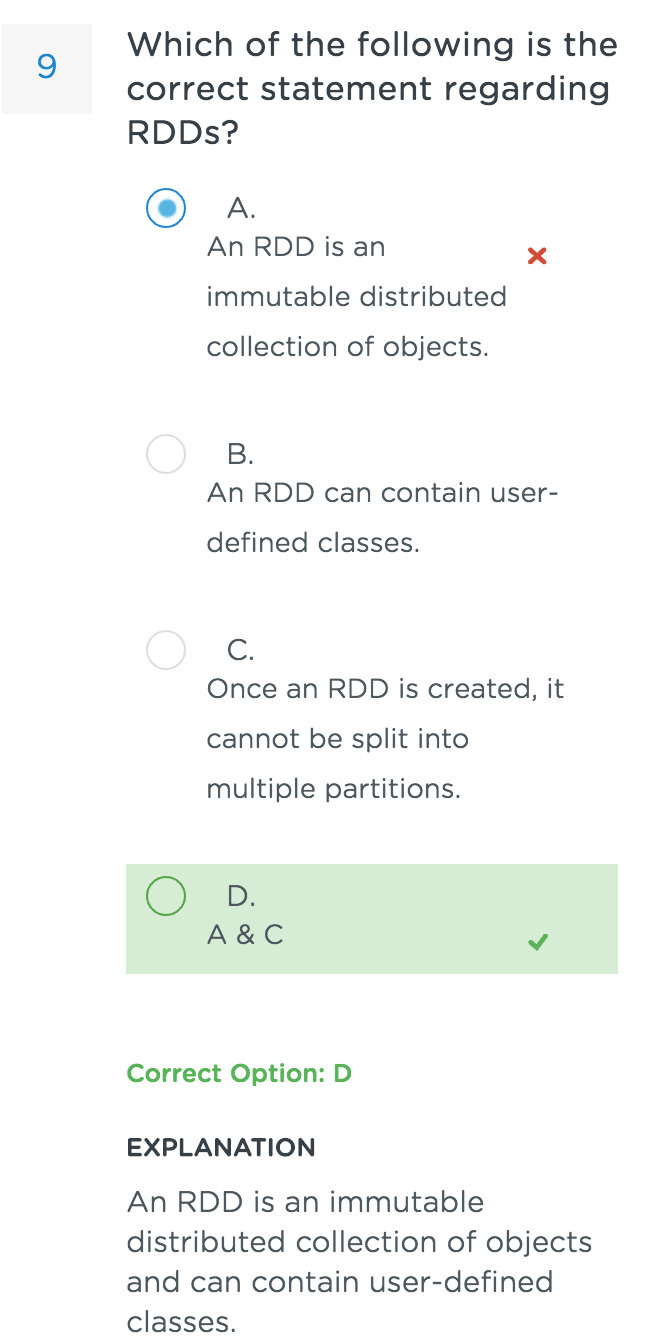 9
Which of the following is the
correct statement regarding
RDDs?
A.
An RDD is an
immutable distributed
collection of objects.
B.
An RDD can contain user-
defined classes.
C.
Once an RDD is created, it
cannot be split into
multiple partitions.
D.
A & C
Correct Option: D
EXPLANATION
An RDD is an immutable
distributed collection of objects
and can contain user-defined
classes.